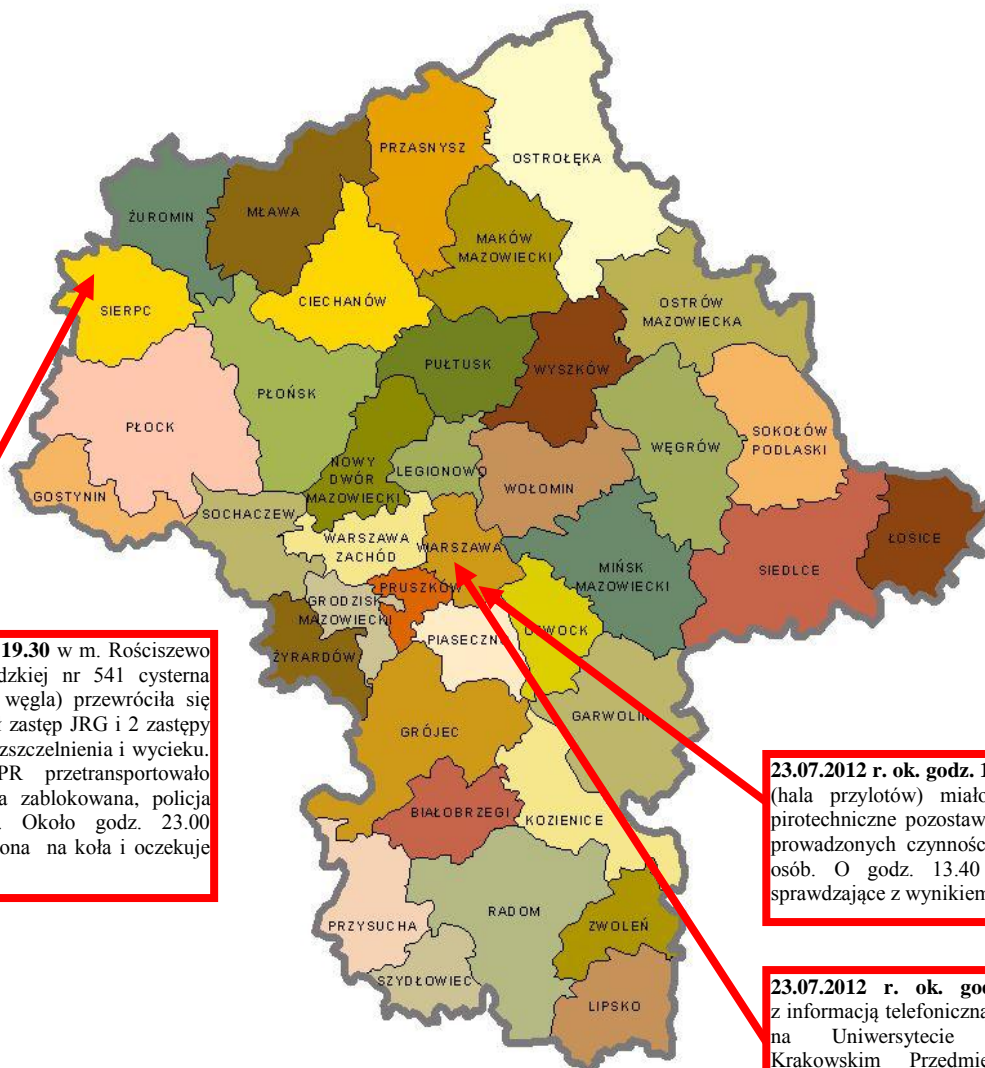 PRZASNYSZ
OSTROŁĘKA
ŻUROMIN
MŁAWA
MAKÓW
MAZOWIECKI
SIERPC
CIECHANÓW
OSTRÓW
MAZOWIECKA
PŁOŃSK
PUŁTUSK
WYSZKÓW
PŁOCK
WĘGRÓW
SOKOŁÓW
PODLASKI
GOSTYNIN
NOWY
DWÓR
MAZOWIECKI
LEGIONOWO
WOŁOMIN
SOCHACZEW
WARSZAWA
ZACHÓD
WARSZAWA
MIŃSK
MAZOWIECKI
SIEDLCE
ŁOSICE
PRUSZKÓW
GRODZISK
MAZOWIECKI
PIASECZNO
OTWOCK
ŻYRARDÓW
GARWOLIN
GRÓJEC
BIAŁOBRZEGI
KOZIENICE
PRZYSUCHA
RADOM
ZWOLEŃ
SZYDŁOWIEC
LIPSKO
19.30 w m. Rościszewo
dzkiej nr 541 cysterna
węgla) przewróciła się
zastęp JRG i 2 zastępy
zszczelnienia i wycieku.
PR przetransportowało
a zablokowana, policja
. Około godz. 23.00
ona na koła i oczekuje
23.07.2012 r. ok. godz. 1
(hala przylotów) miało
pirotechniczne pozostaw
prowadzonych czynnośc
osób. O godz. 13.40
sprawdzające z wynikiem
23.07.2012 r. ok. god
z informacją telefoniczną
na Uniwersytecie
Krakowskim Przedmie